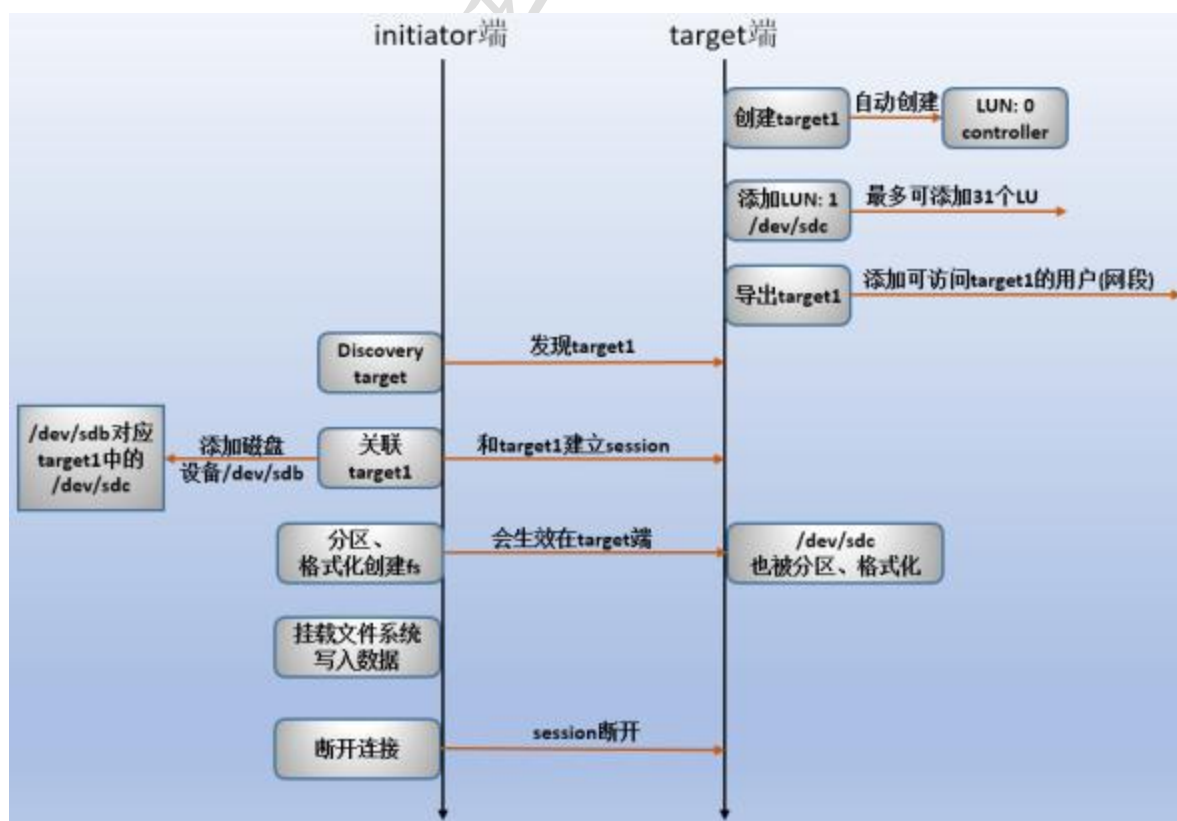 initiator端
target端
创建target1
自动创建
LUN: 0
controller
添加LUN: 1
/dev/sdc
最多可添加31个LU
导出target1
添加可访问target1的用户(网段)
Discovery
target
发现target1
/dev/sdb对应
target1中的
/dev/sdc
添加磁盘
设备/dev/sdb
关联
target1
和target1建立session
分区、
格式化创建fs
会生效在target端
/dev/sdc
也被分区、格式化
挂载文件系统
写入数据
断开连接
session断开